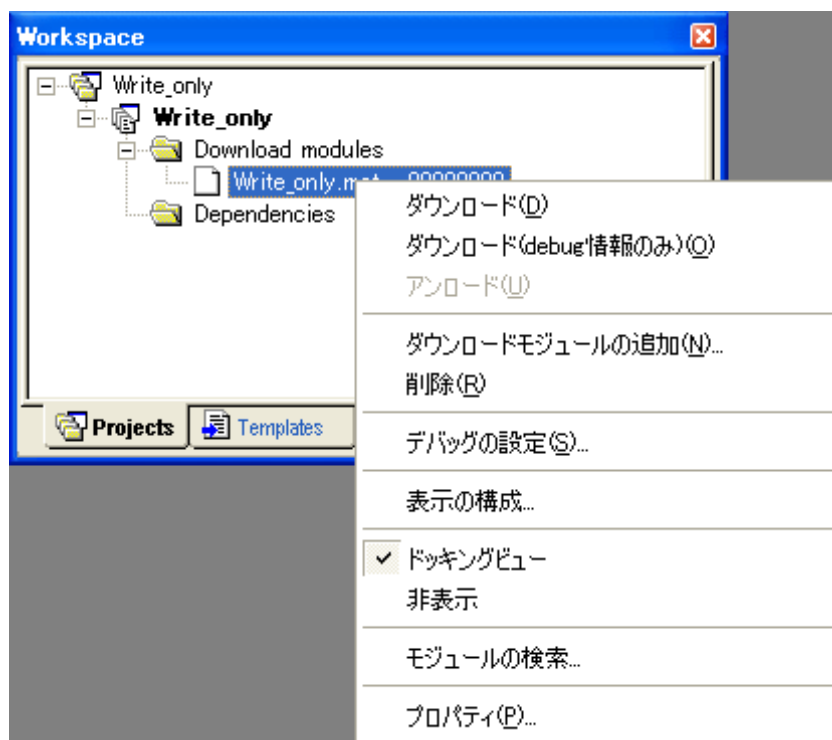 Workspace
Write_only
Write_only
Download modules
Write_only.mot - 00000000
Dependencies
Projects
Templates
ダウンロード(D)
ダウンロード(debug情報のみ)(O)
アンロード(U)
ダウンロードモジュールの追加(N)...
削除(R)
デバッグの設定(S)...
表示の構成...
ドッキングビュー
非表示
モジュールの検索...
プロパティ(P)...